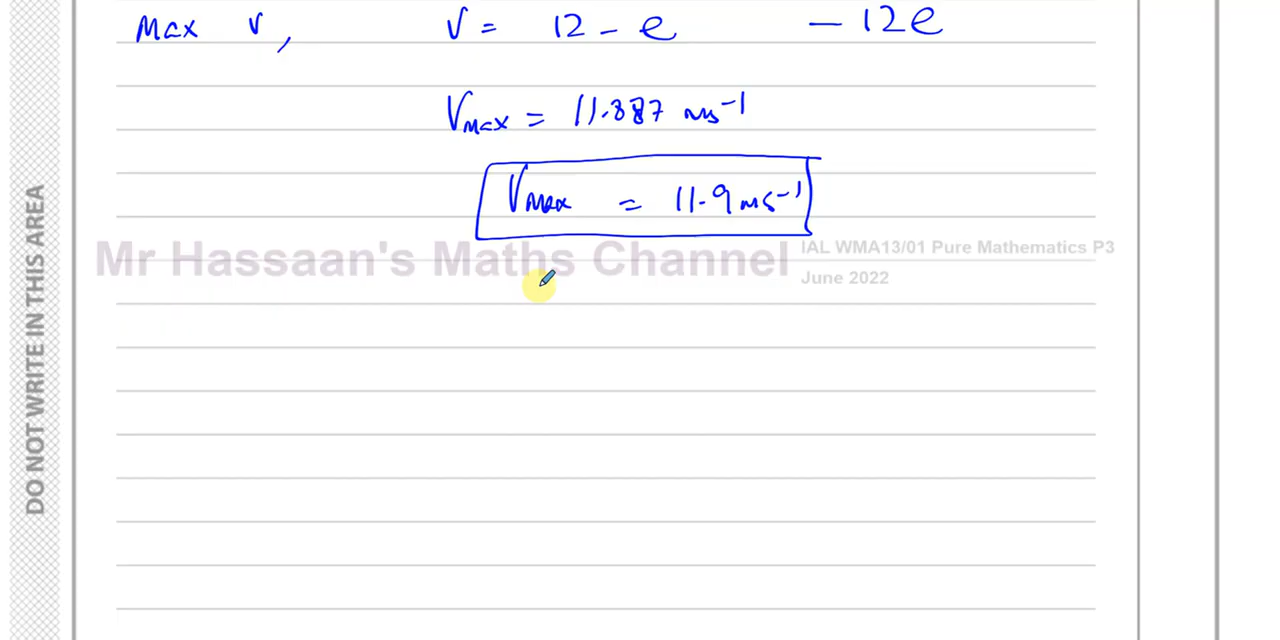 Max v, v = 12 - e - 12e
Vmax = 11.887 ms⁻¹
Vmax = 11.9 ms⁻¹
Mr Hassaan's Maths Channel
IAL WMA13/01 Pure Mathematics P3
June 2022
DO NOT WRITE IN THIS AREA